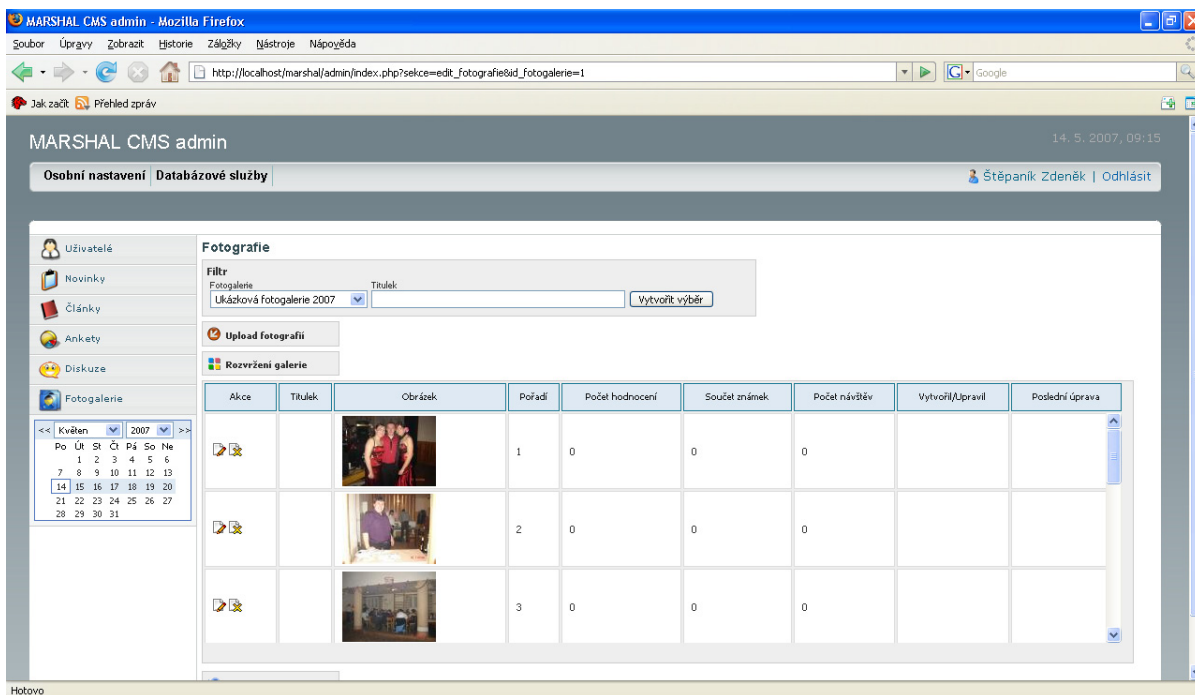 MARSHAL CMS admin - Mozilla Firefox
Soubor Úpravy Zobrazit Historie Záložky Nástroje Nápověda
http://localhost/marshal/admin/index.php?sekce=edit_fotografie&id_fotogalerie=1
G Google
Jak začít Přehled zpráv
MARSHAL CMS admin
14. 5. 2007, 09:15
Osobní nastavení Databázové služby
Štěpaník Zdeněk | Odhlásit
Uživatelé
Novinky
Články
Ankety
Diskuze
Fotogalerie
<< Květen 2007 >>
Po Út St Čt Pá So Ne
1 2 3 4 5 6
7 8 9 10 11 12 13
14 15 16 17 18 19 20
21 22 23 24 25 26 27
28 29 30 31
Fotografie
Filtr
Fotogalerie Titulek
Ukázková fotogalerie 2007 Vytvořit výběr
Upload fotografií
Rozvržení galerie
Akce Titulek Obrázek Pořadí Počet hodnocení Součet známek Počet návštěv Vytvořil/Upravil Poslední úprava
1 0 0 0
2 0 0 0
3 0 0 0
Hotovo